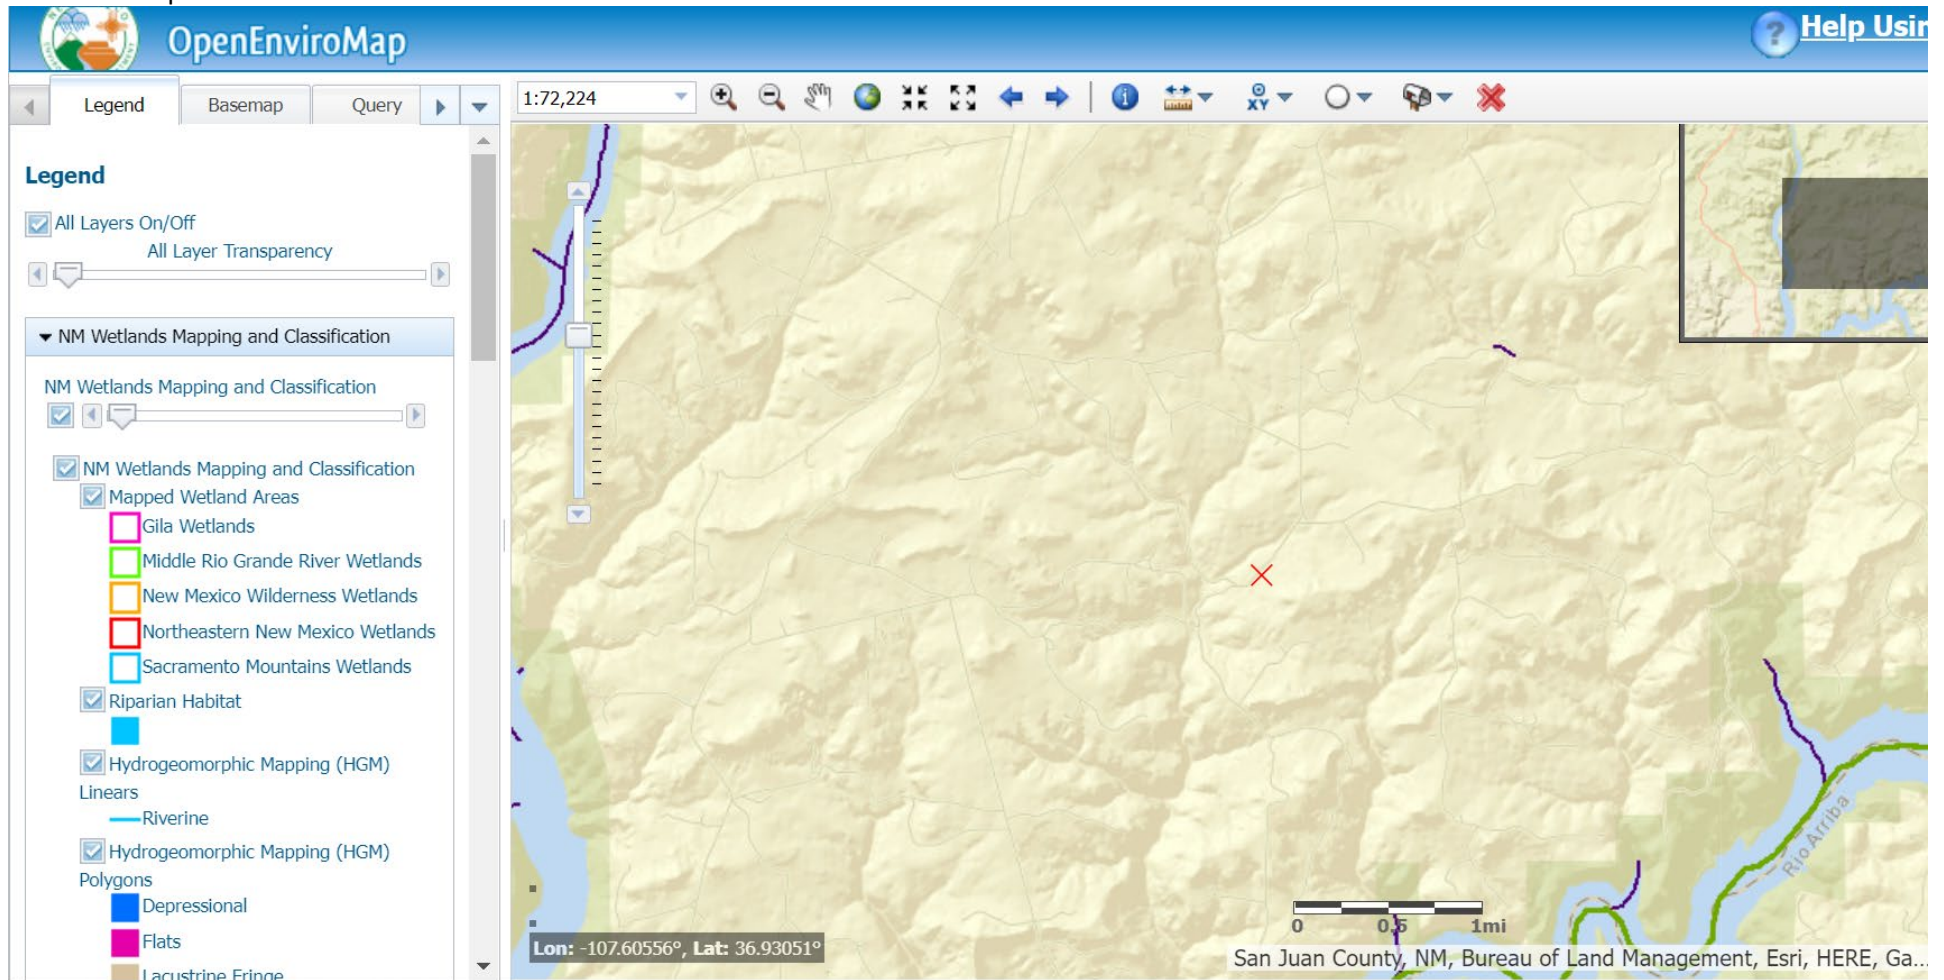 OpenEnviroMap
Help Usin
Legend
Basemap
Query
1:72,224
XY
Legend
All Layers On/Off
All Layer Transparency
NM Wetlands Mapping and Classification
NM Wetlands Mapping and Classification
NM Wetlands Mapping and Classification
Mapped Wetland Areas
Gila Wetlands
Middle Rio Grande River Wetlands
New Mexico Wilderness Wetlands
Northeastern New Mexico Wetlands
Sacramento Mountains Wetlands
Riparian Habitat
Hydrogeomorphic Mapping (HGM)
Linears
Riverine
Hydrogeomorphic Mapping (HGM)
Polygons
Depressional
Flats
Lacustrine Fringe
Rio Arriba
0 0.5 1mi
Lon: -107.60556°, Lat: 36.93051°
San Juan County, NM, Bureau of Land Management, Esri, HERE, Ga...